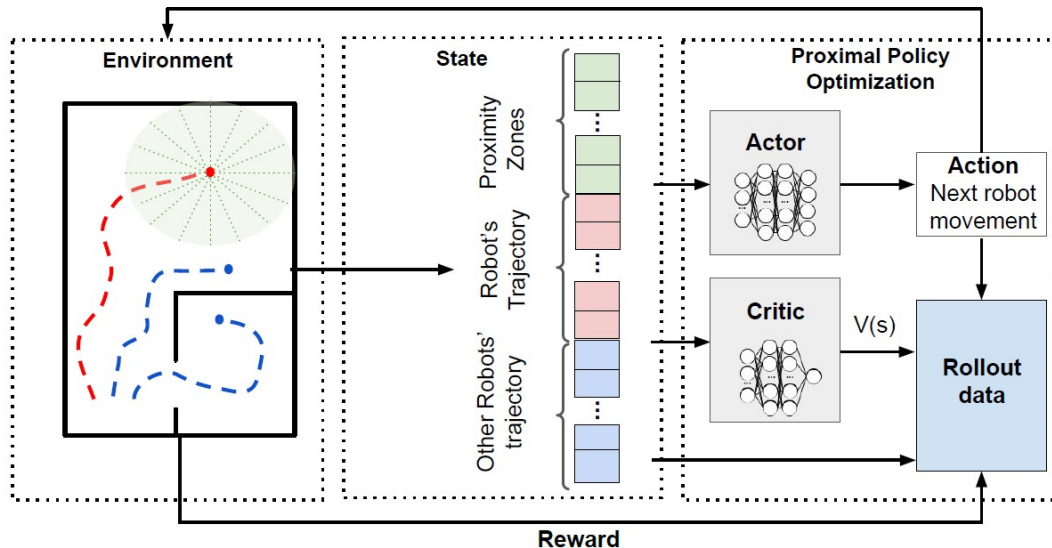 Environment
State
Proximity
Zones
Robot's
Trajectory
Other Robots'
trajectory
Proximal Policy
Optimization
Actor
Critic
V(s)
Action
Next robot
movement
Rollout
data
Reward